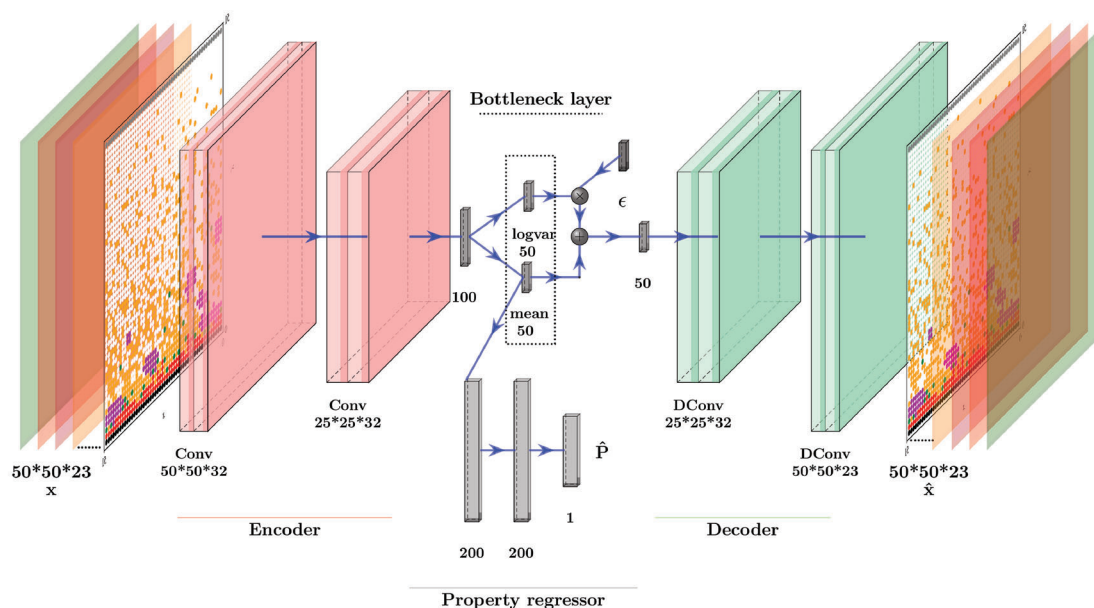 Bottleneck layer
ϵ
logvar
50
100
50
mean
50
Conv
25*25*32
DConv
25*25*32
Conv
50*50*32
DConv
50*50*23
50*50*23
x
50*50*23
x̂
P̂
1
Encoder
Decoder
200
200
Property regressor